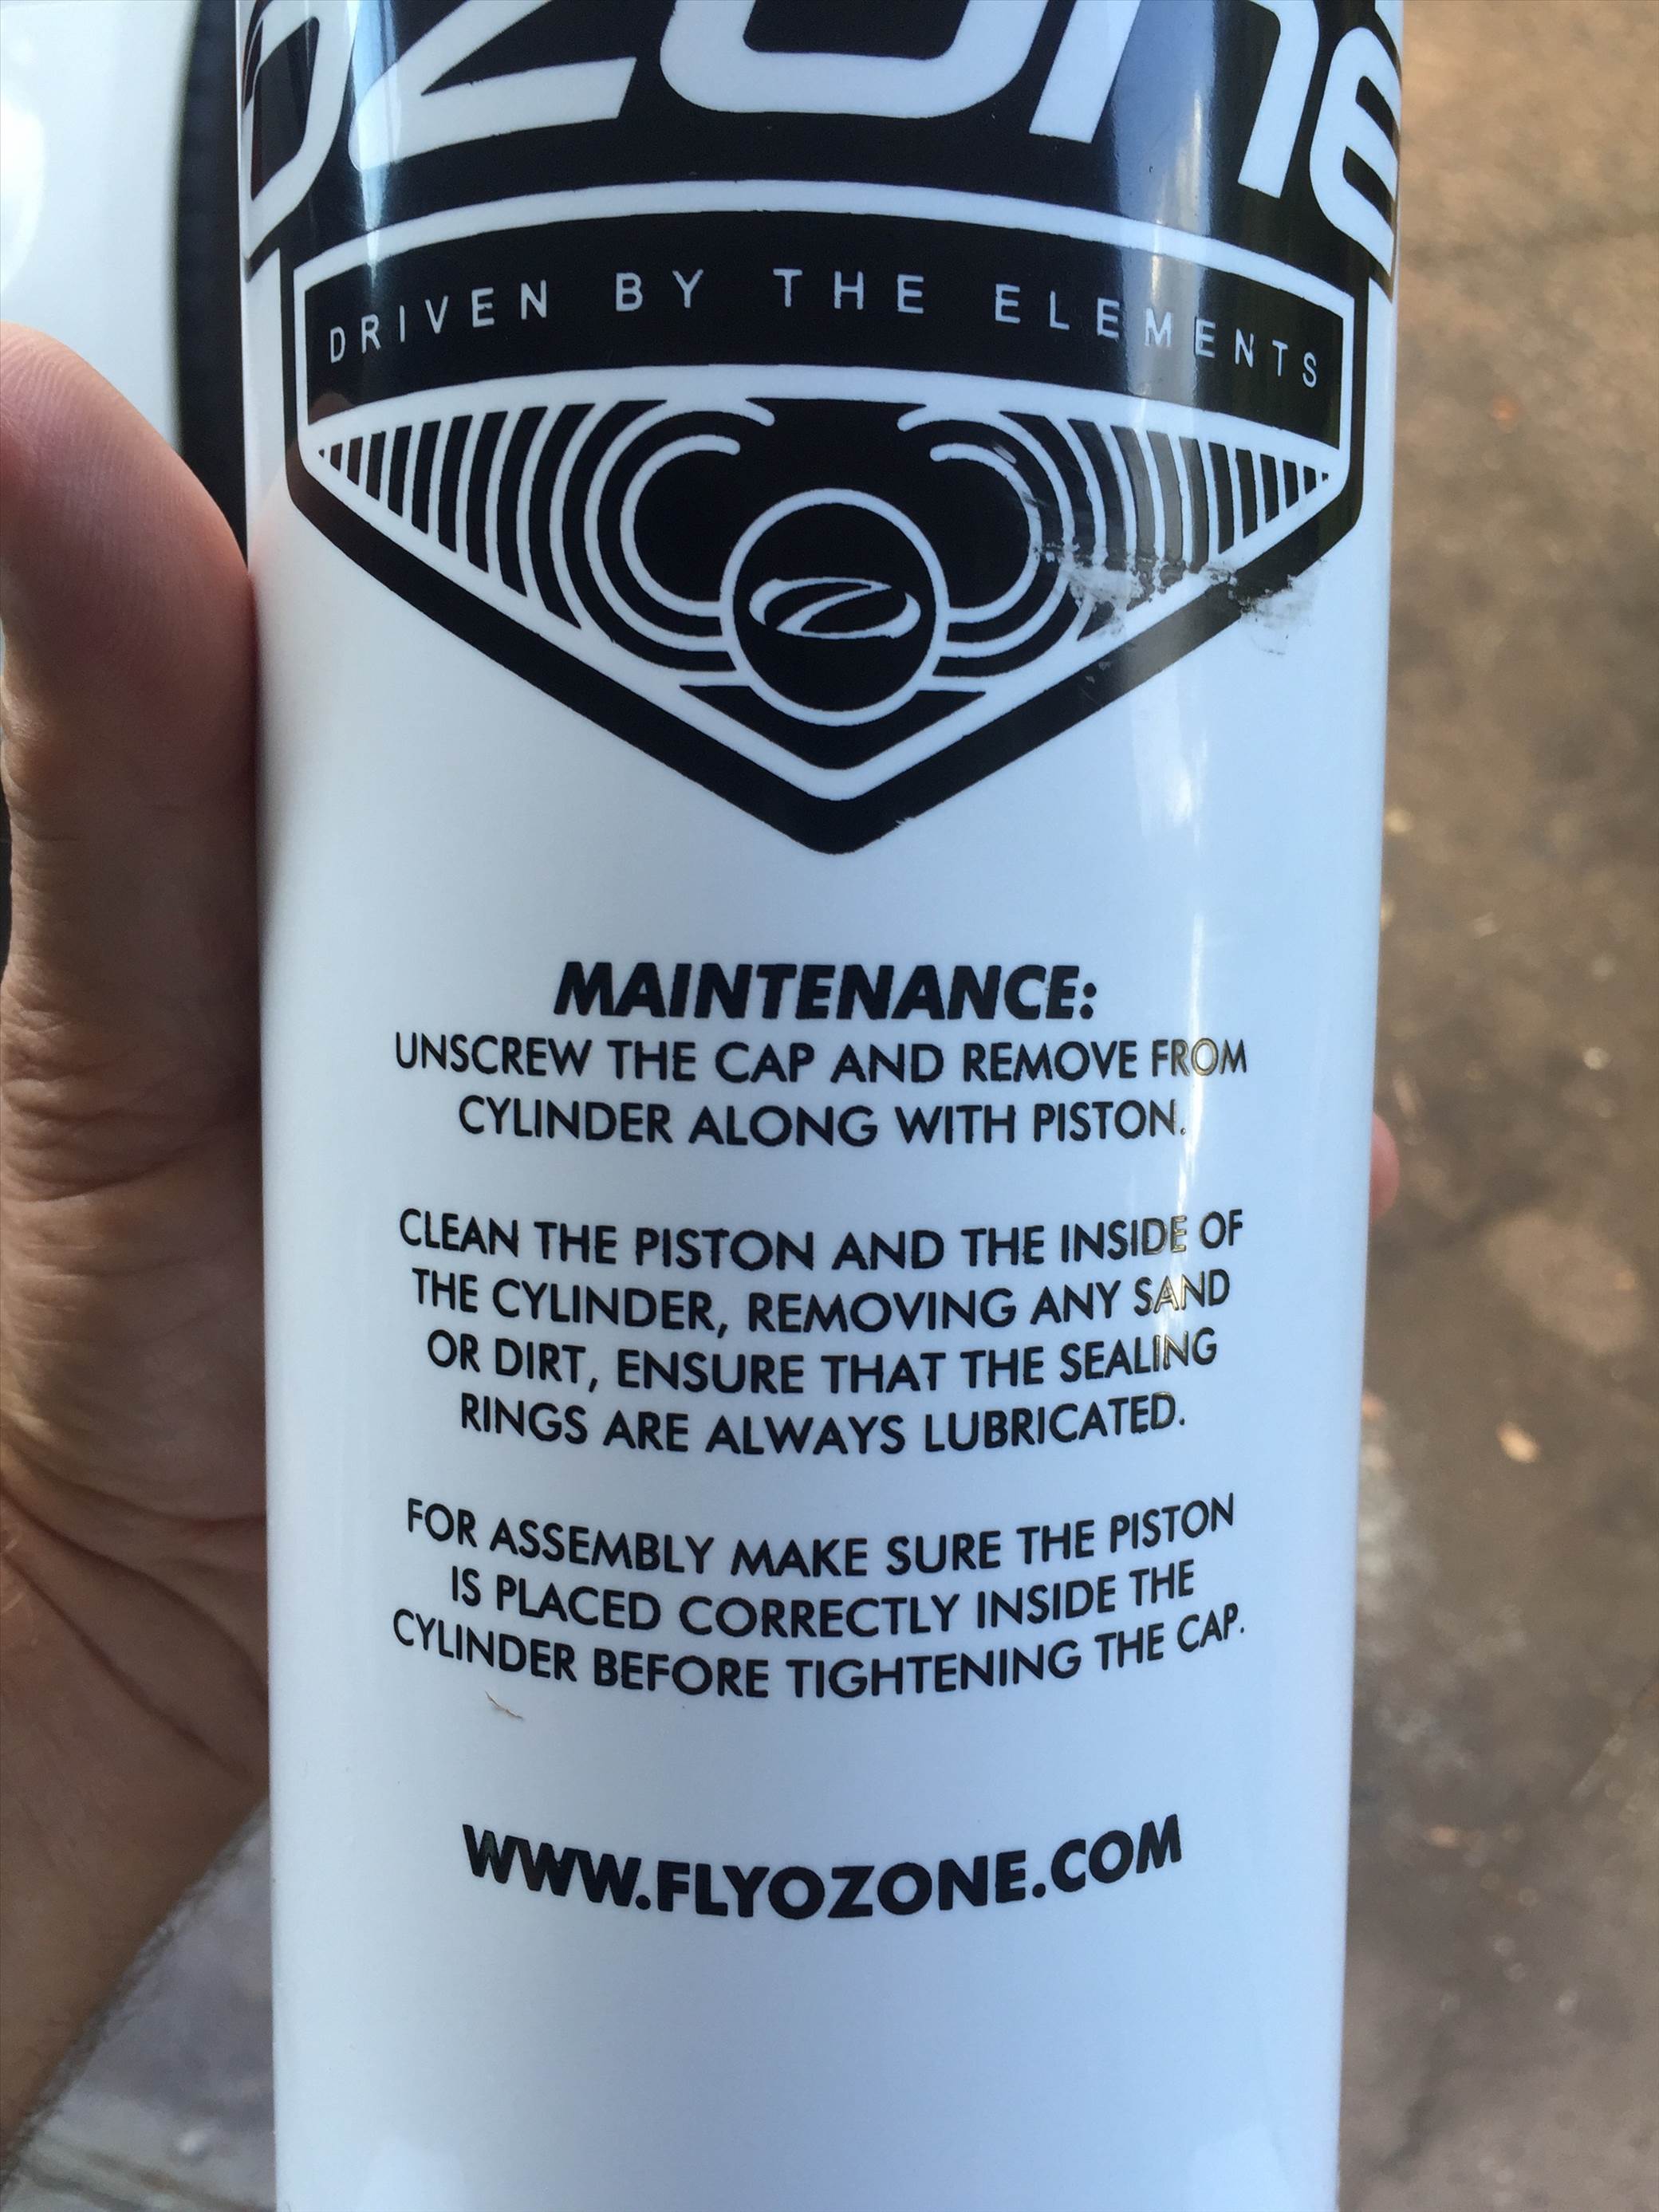 ozone
DRIVEN BY THE ELEMENTS
MAINTENANCE:
UNSCREW THE CAP AND REMOVE FROM
CYLINDER ALONG WITH PISTON.
CLEAN THE PISTON AND THE INSIDE OF
THE CYLINDER, REMOVING ANY SAND
OR DIRT, ENSURE THAT THE SEALING
RINGS ARE ALWAYS LUBRICATED.
FOR ASSEMBLY MAKE SURE THE PISTON
IS PLACED CORRECTLY INSIDE THE
CYLINDER BEFORE TIGHTENING THE CAP.
WWW.FLYOZONE.COM